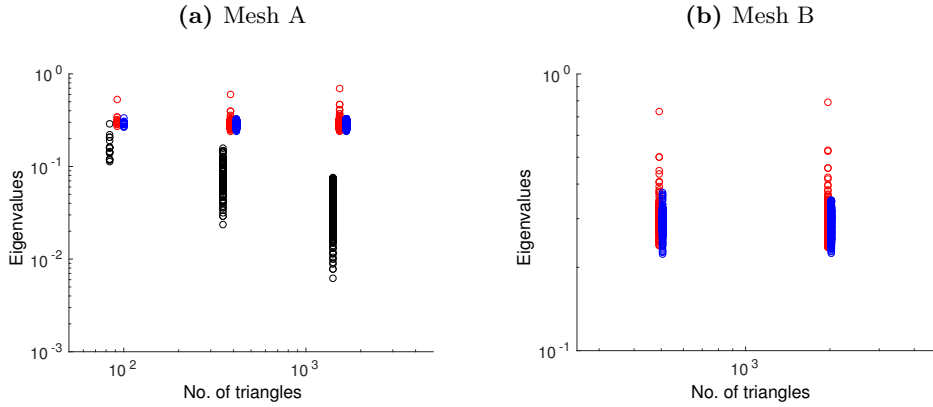 (a) Mesh A
10^0
10^-1
10^-2
10^-3
Eigenvalues
10^2
10^3
No. of triangles
(b) Mesh B
10^0
10^-1
Eigenvalues
10^3
No. of triangles